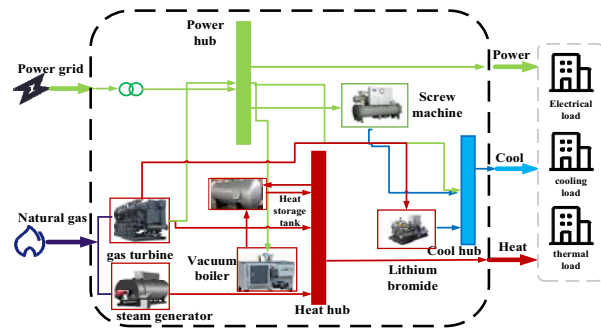 Power
hub
Power grid
Power
Electrical
load
Screw
machine
Cool
cooling
load
Natural gas
Heat
storage
tank
gas turbine
Vacuum
boiler
Cool hub
Heat
thermal
load
Lithium
bromide
steam generator
Heat hub